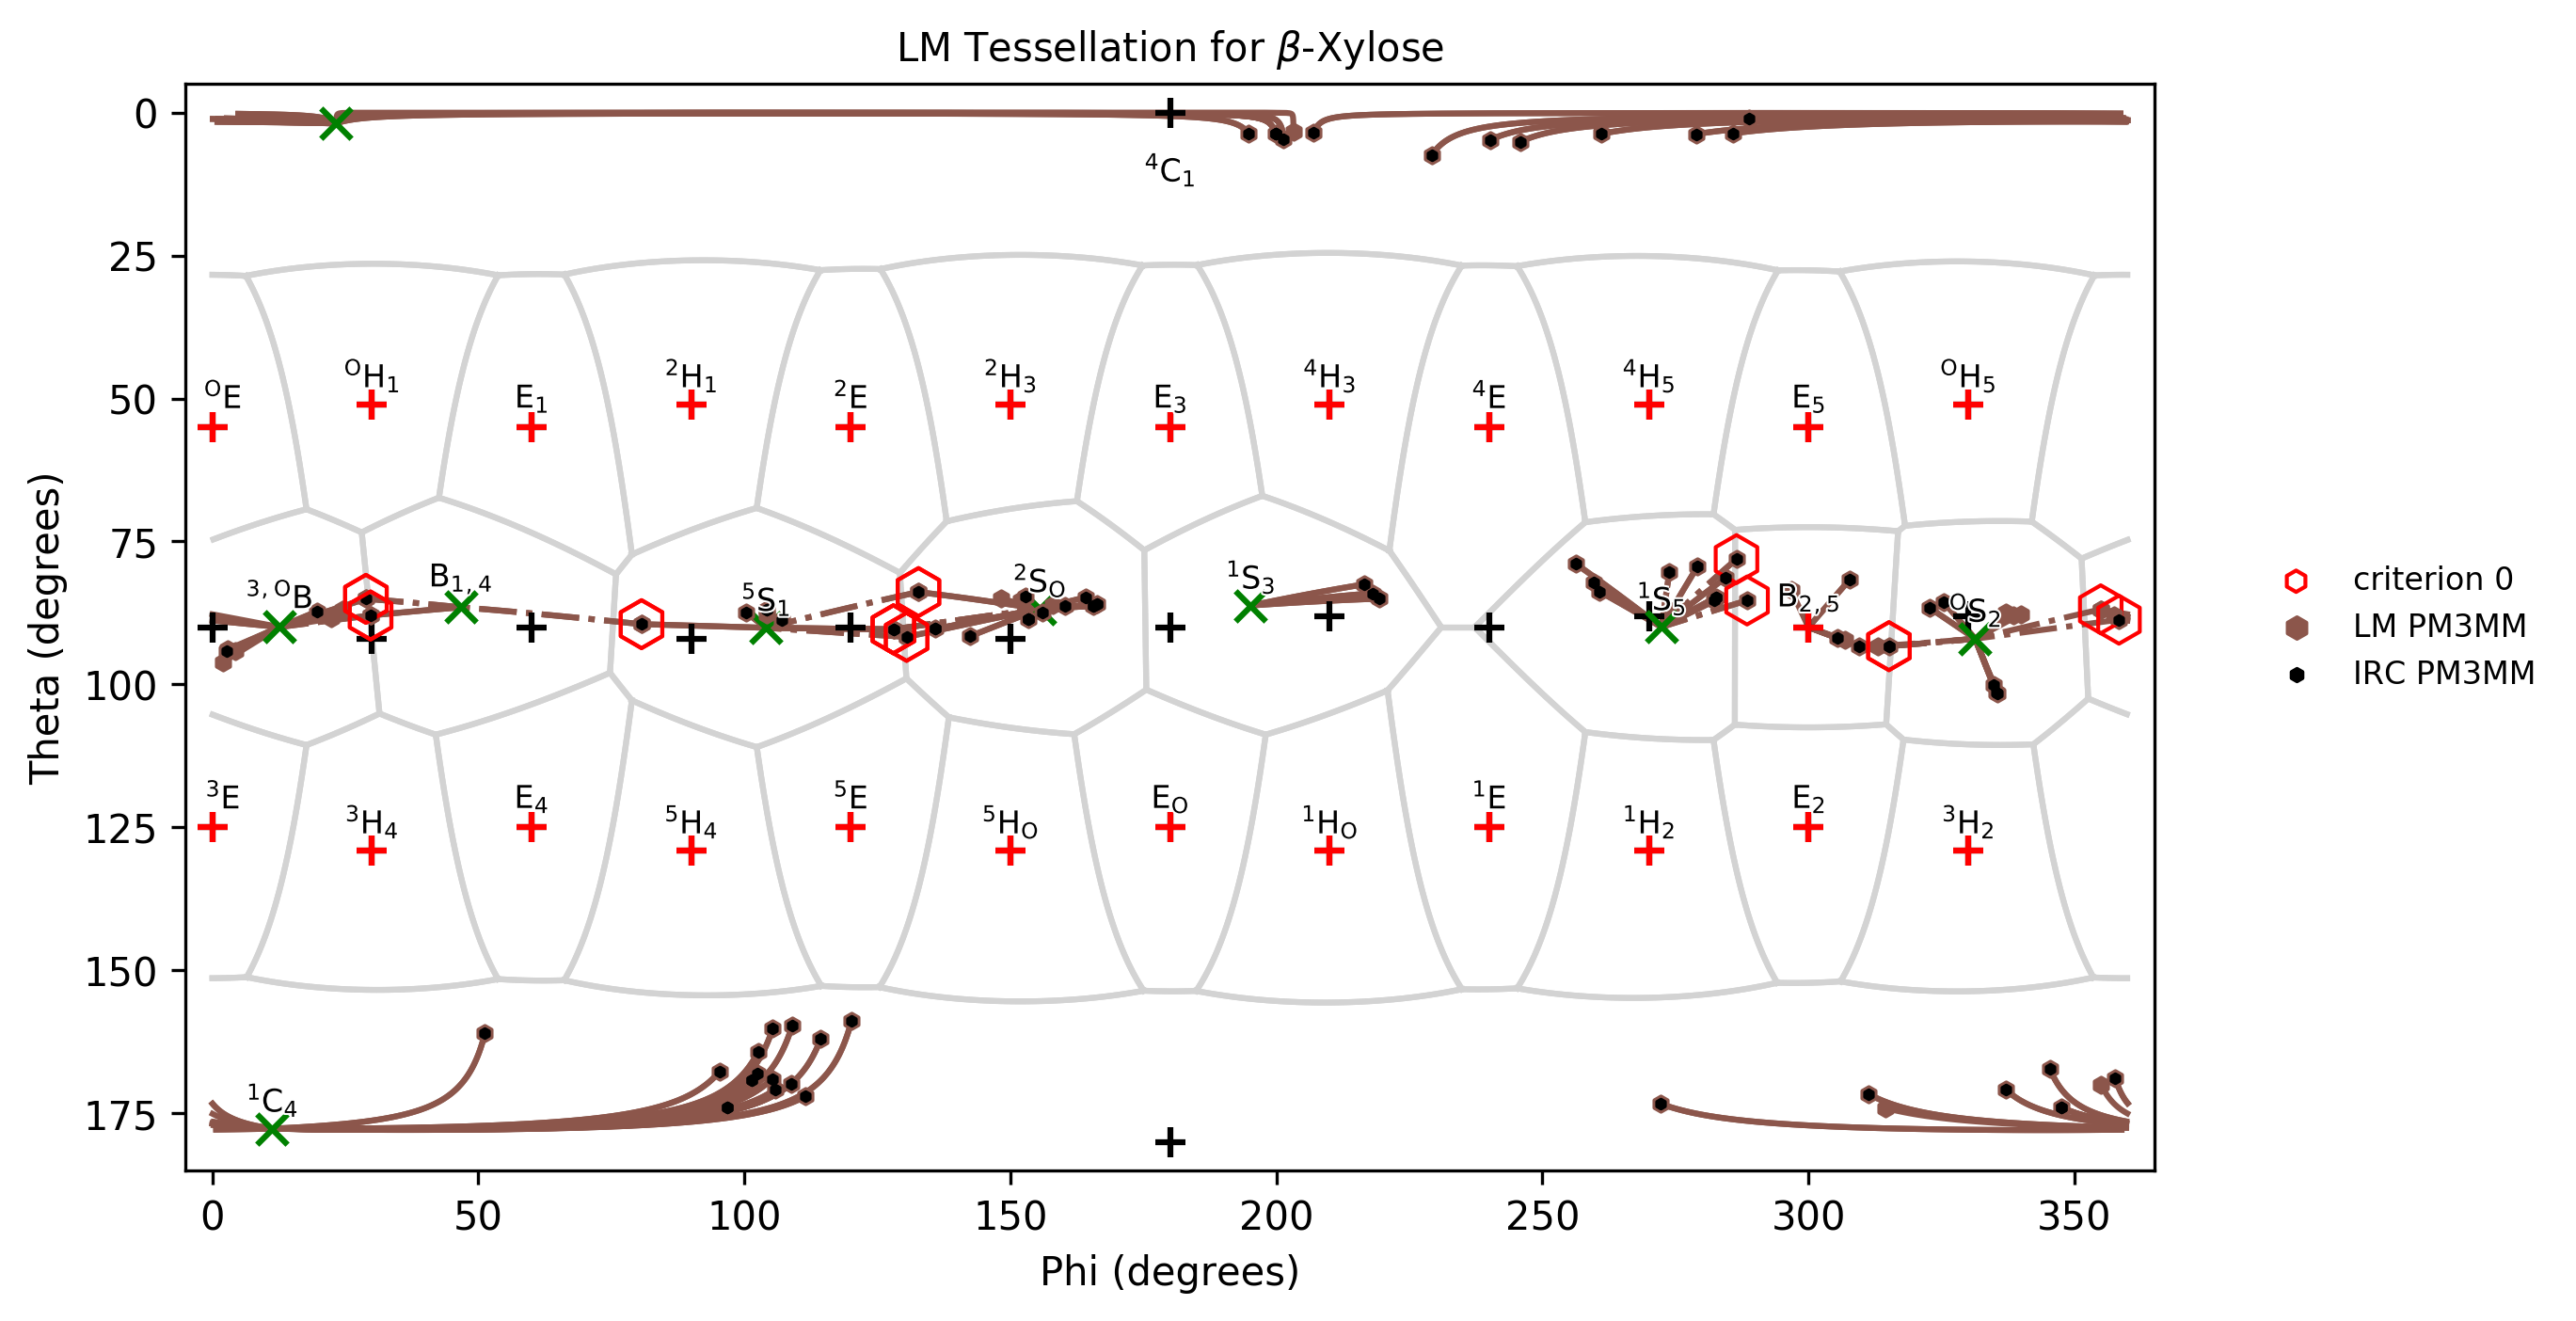 LM Tessellation for β-Xylose
Theta (degrees)
0
25
50
75
100
125
150
175
⁴C₁
ᴼE
ᴼH₁
E₁
²H₁
²E
²H₃
E₃
⁴H₃
⁴E
⁴H₅
E₅
ᴼH₅
³,ᴼB
B₁,₄
⁵S₁
²Sₒ
¹S₃
¹S₅
B₂,₅
ᴼS₂
³E
³H₄
E₄
⁵H₄
⁵E
⁵Hₒ
Eₒ
¹Hₒ
¹E
¹H₂
E₂
³H₂
¹C₄
0
50
100
150
200
250
300
350
Phi (degrees)
criterion 0
LM PM3MM
IRC PM3MM